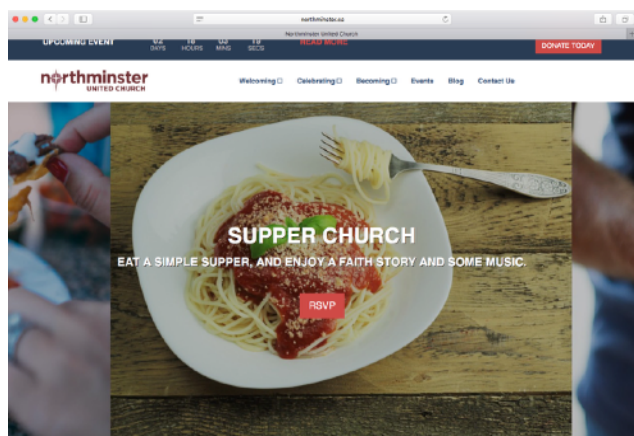 northminster.ca
Northminster United Church
UPCOMING EVENT
DAYS HOURS MINS SECS
READ MORE
DONATE TODAY
northminster
UNITED CHURCH
Welcoming Celebrating Becoming Events Blog Contact Us
SUPPER CHURCH
EAT A SIMPLE SUPPER, AND ENJOY A FAITH STORY AND SOME MUSIC.
RSVP